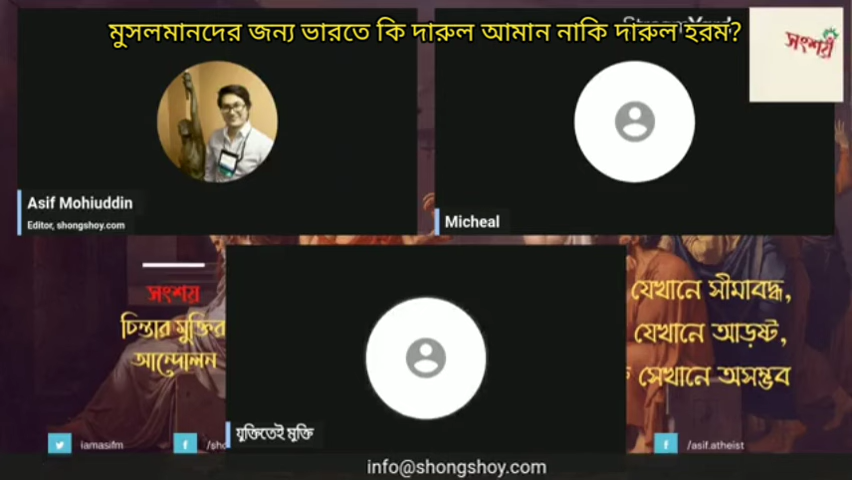 মুসলমানদের জন্য ভারতে কি দারুল আমান নাকি দারুল হরম?
সংশয়
Asif Mohiuddin
Editor, shongshoy.com
Micheal
সংশয়
চিন্তার মুক্তির
আন্দোলন
যেখানে সীমাবদ্ধ,
যেখানে আড়ষ্ট,
সেখানে অসম্ভব
যুক্তিতেই মুক্তি
iamasifm
/asif.atheist
info@shongshoy.com